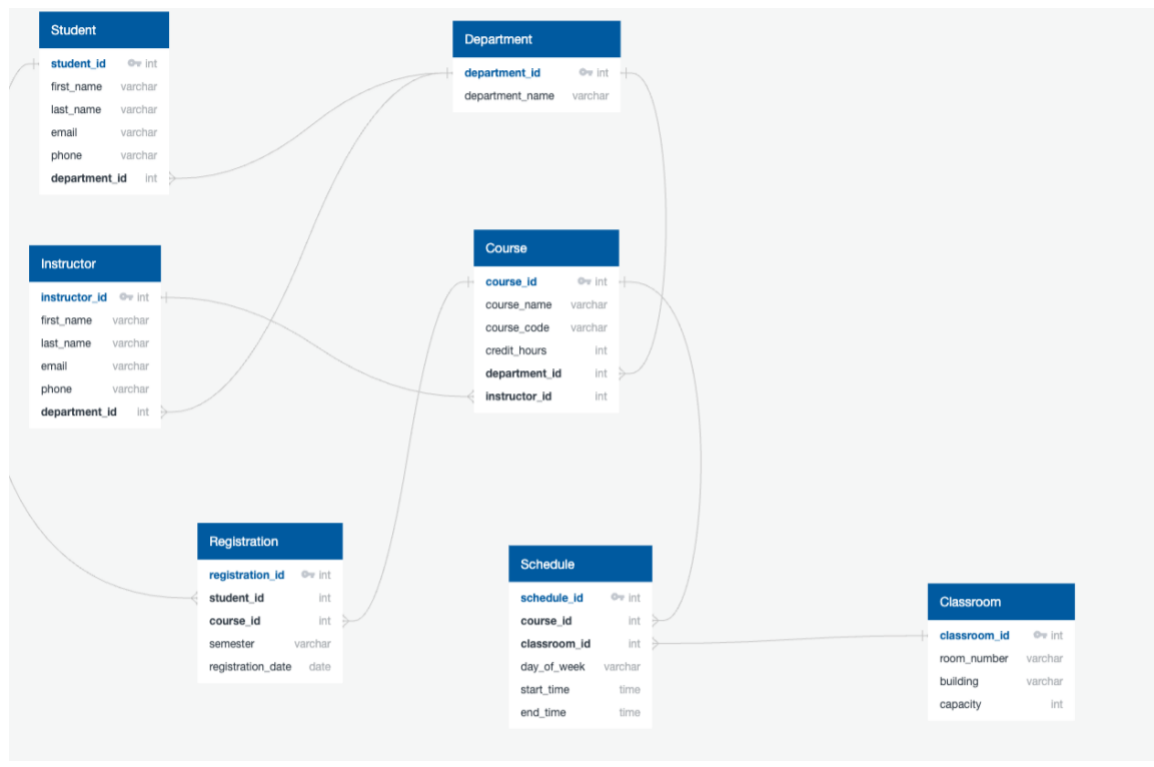 Student
student_id int
first_name varchar
last_name varchar
email varchar
phone varchar
department_id int
Department
department_id int
department_name varchar
Instructor
instructor_id int
first_name varchar
last_name varchar
email varchar
phone varchar
department_id int
Course
course_id int
course_name varchar
course_code varchar
credit_hours int
department_id int
instructor_id int
Registration
registration_id int
student_id int
course_id int
semester varchar
registration_date date
Schedule
schedule_id int
course_id int
classroom_id int
day_of_week varchar
start_time time
end_time time
Classroom
classroom_id int
room_number varchar
building varchar
capacity int